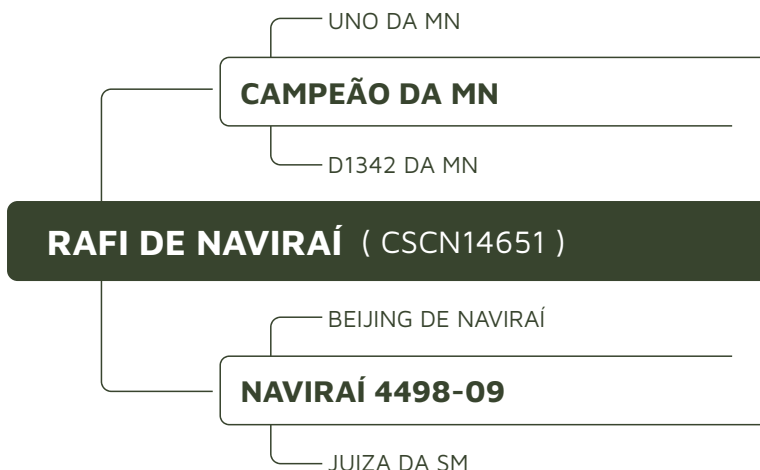 UNO DA MN
CAMPEÃO DA MN
D1342 DA MN
RAFI DE NAVIRAÍ ( CSCN14651 )
BEIJING DE NAVIRAÍ
NAVIRAÍ 4498-09
JUIZA DA SM